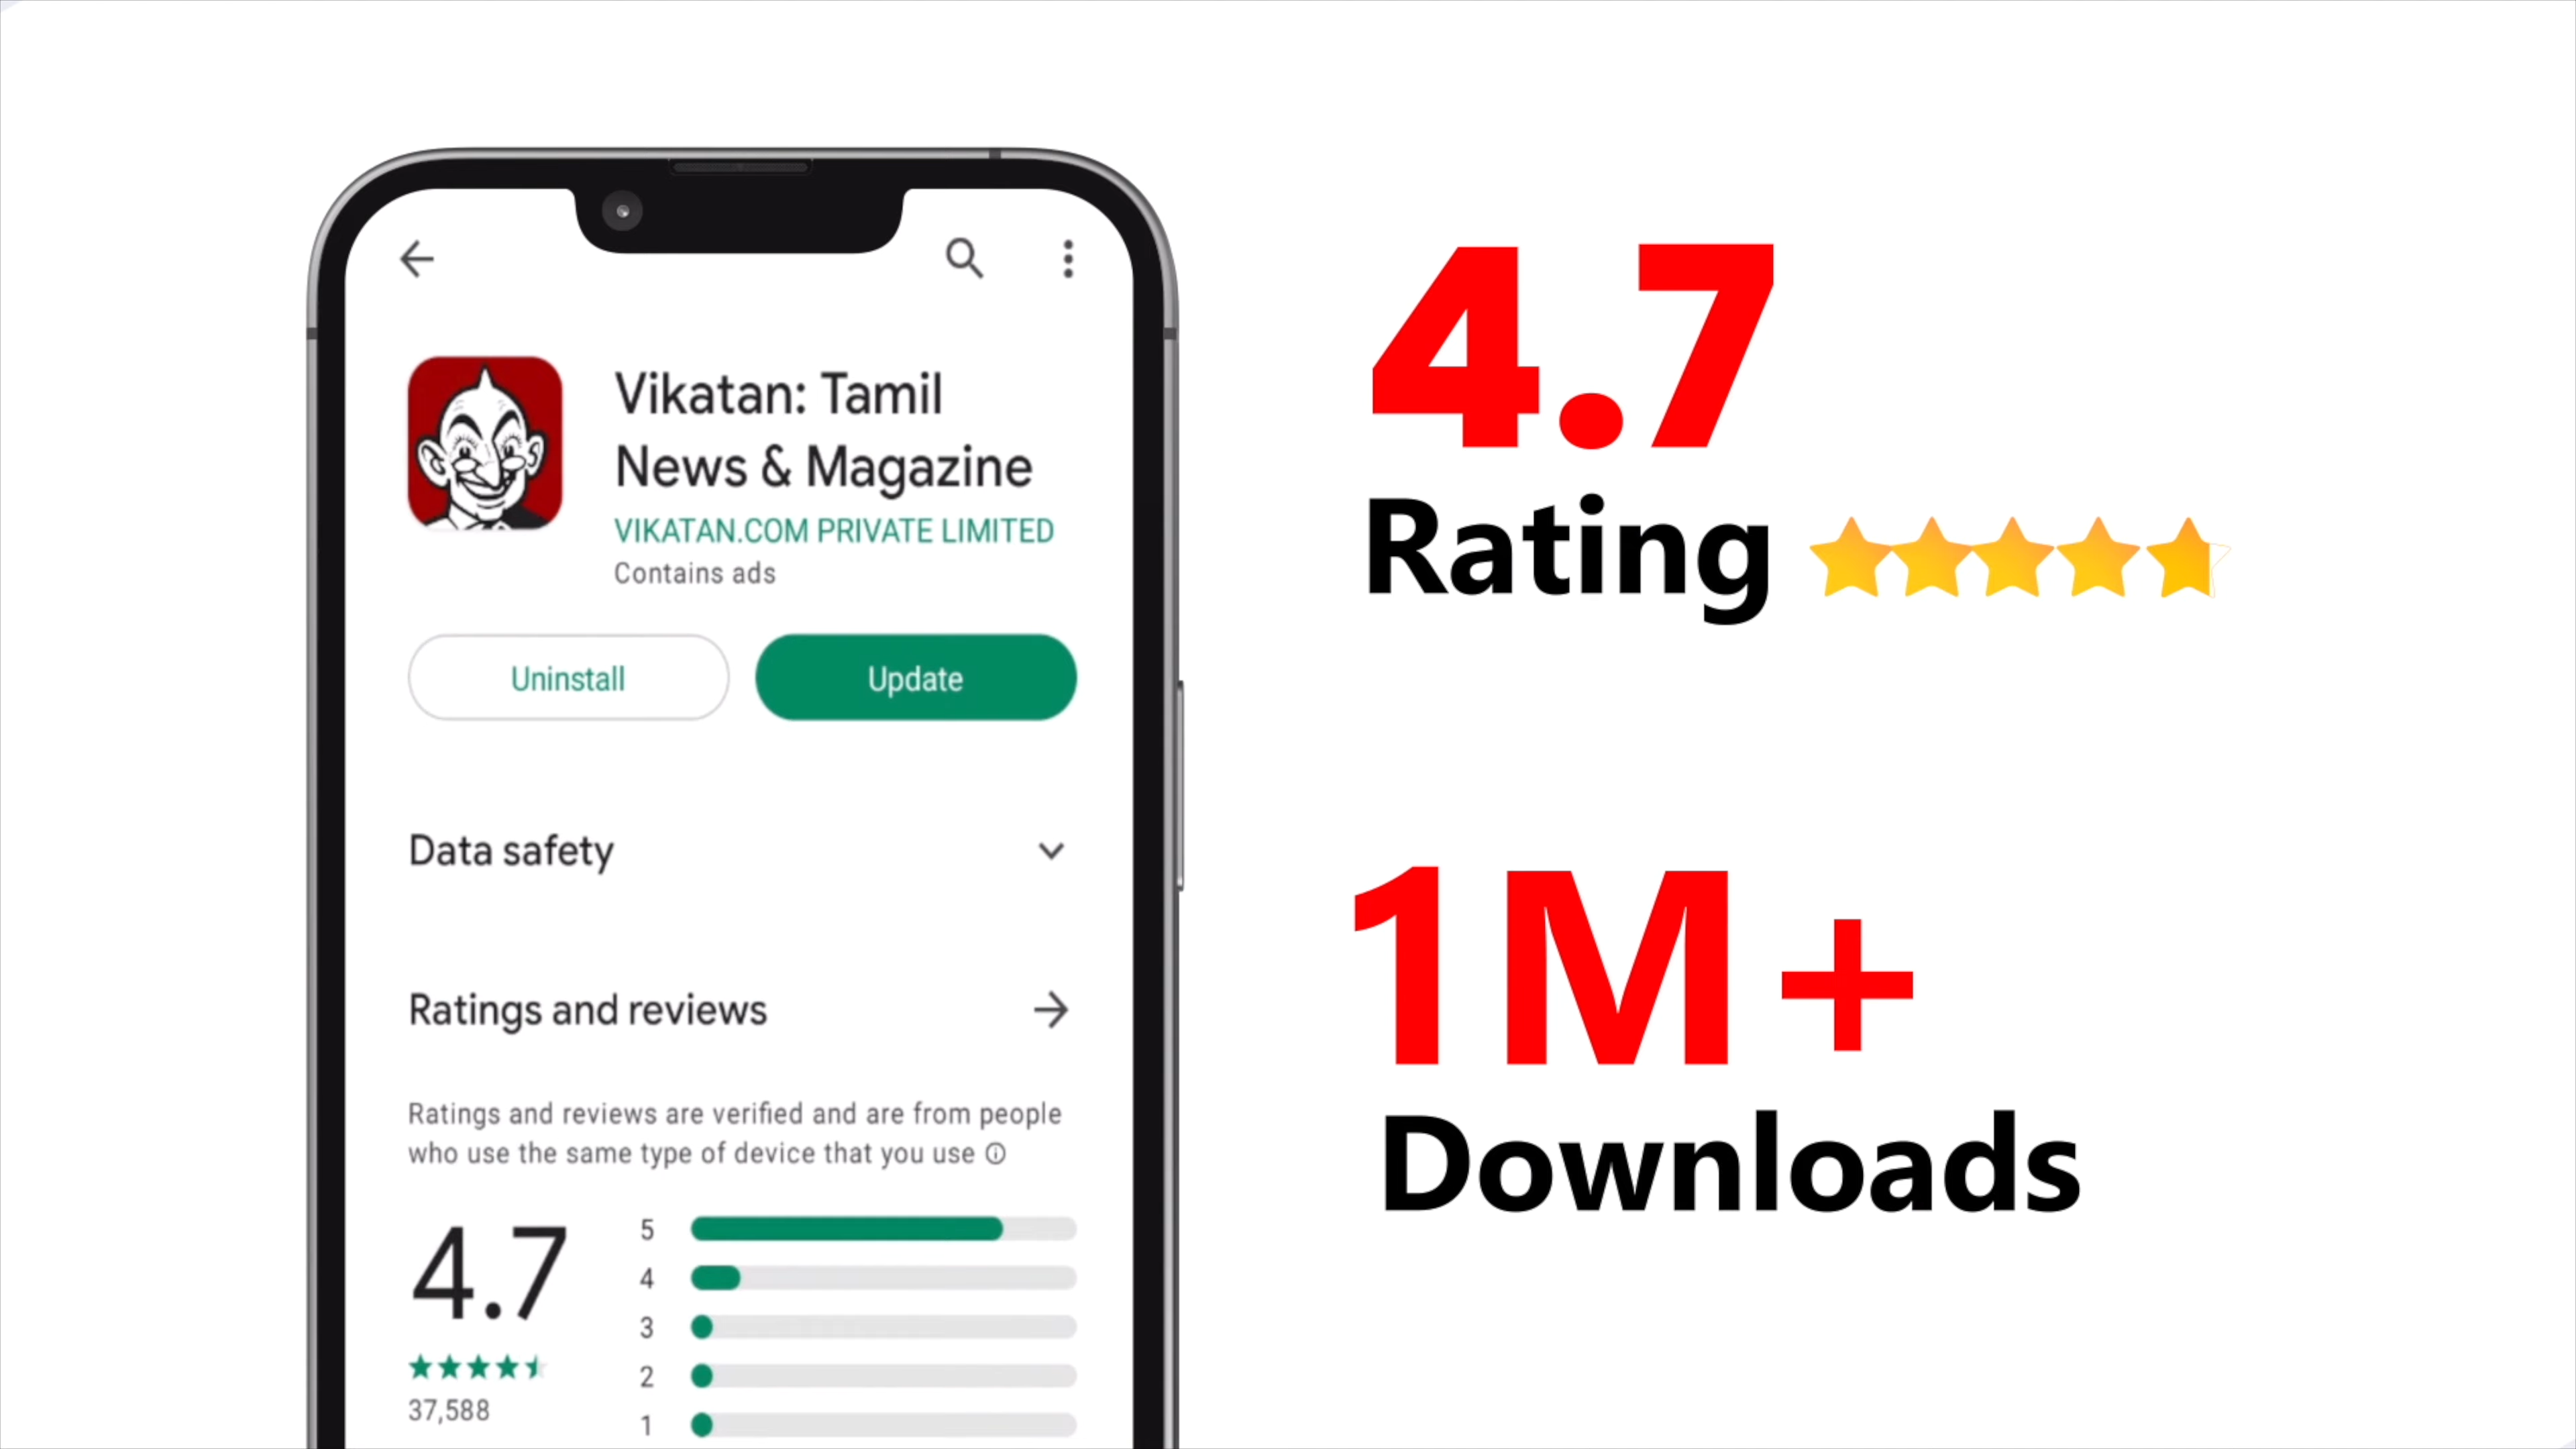 Vikatan: Tamil
News & Magazine
VIKATAN.COM PRIVATE LIMITED
Contains ads
Uninstall
Update
Data safety
Ratings and reviews
Ratings and reviews are verified and are from people
who use the same type of device that you use
4.7
37,588
5
4
3
2
1
4.7
Rating
1M+
Downloads